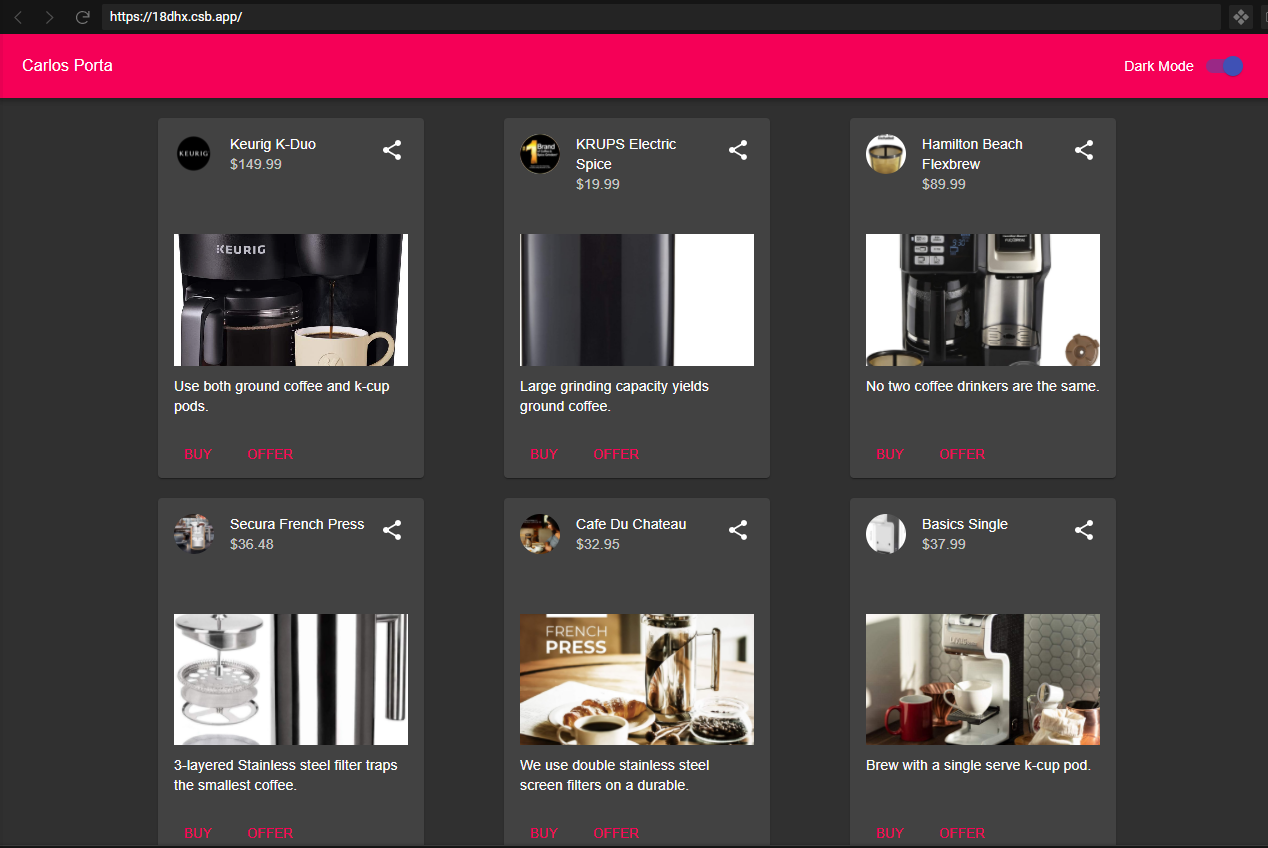 https://18dhx.csb.app/
Carlos Porta
Dark Mode
KEURIG
Keurig K-Duo
$149.99
KEURIG
Use both ground coffee and k-cup
pods.
BUY OFFER
#1 Brand
KRUPS Electric
Spice
$19.99
Large grinding capacity yields
ground coffee.
BUY OFFER
Hamilton Beach
Flexbrew
$89.99
No two coffee drinkers are the same.
BUY OFFER
Secura French Press
$36.48
3-layered Stainless steel filter traps
the smallest coffee.
BUY OFFER
Cafe Du Chateau
$32.95
FRENCH
PRESS
We use double stainless steel
screen filters on a durable.
BUY OFFER
Basics Single
$37.99
Brew with a single serve k-cup pod.
BUY OFFER